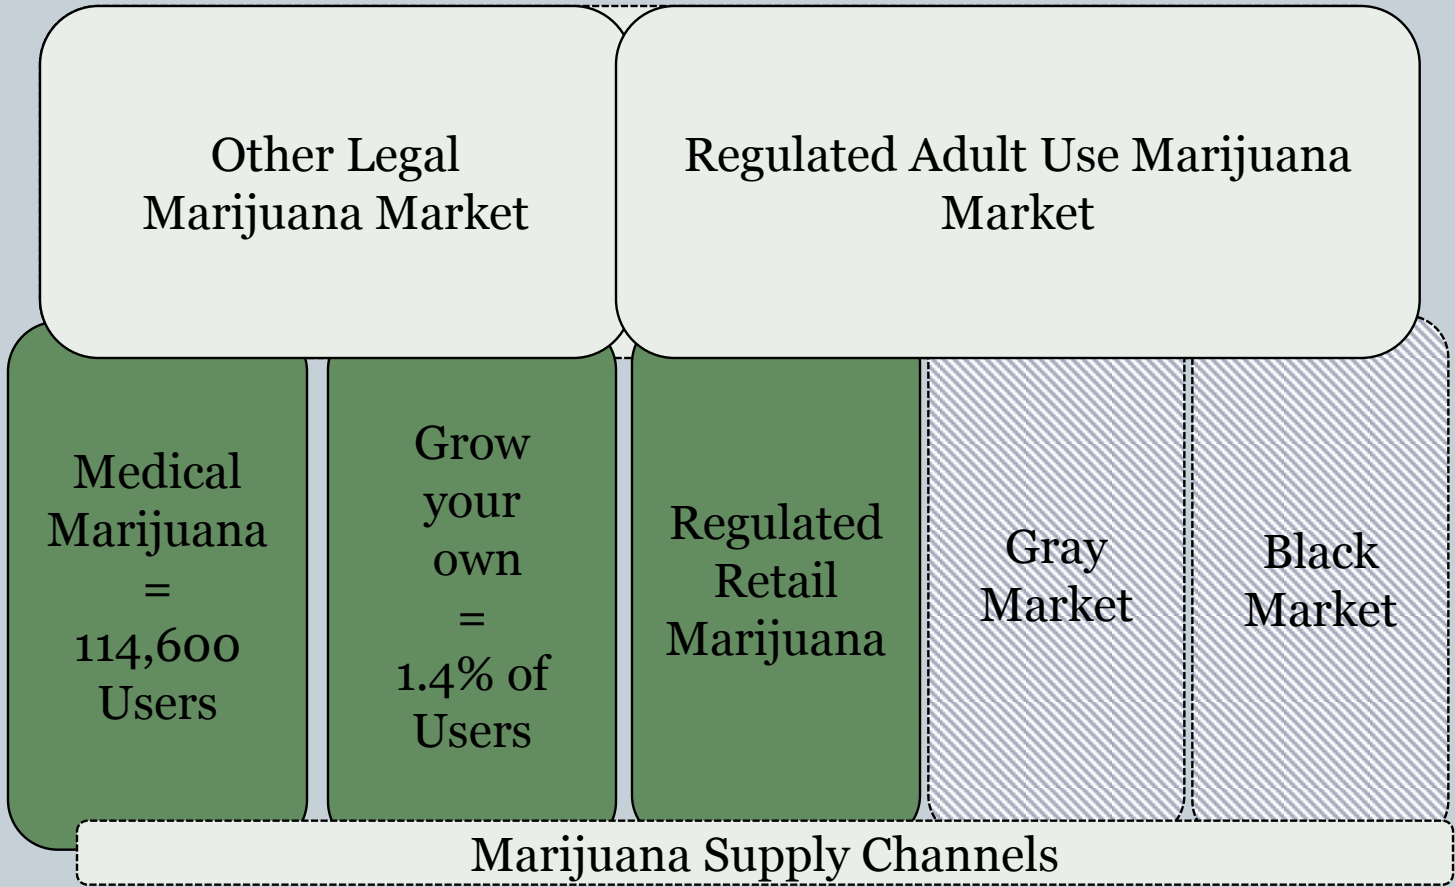 Other Legal
Marijuana Market
Regulated Adult Use Marijuana
Market
Medical
Marijuana
=
114,600
Users
Grow
your
own
=
1.4% of
Users
Regulated
Retail
Marijuana
Gray
Market
Black
Market
Marijuana Supply Channels